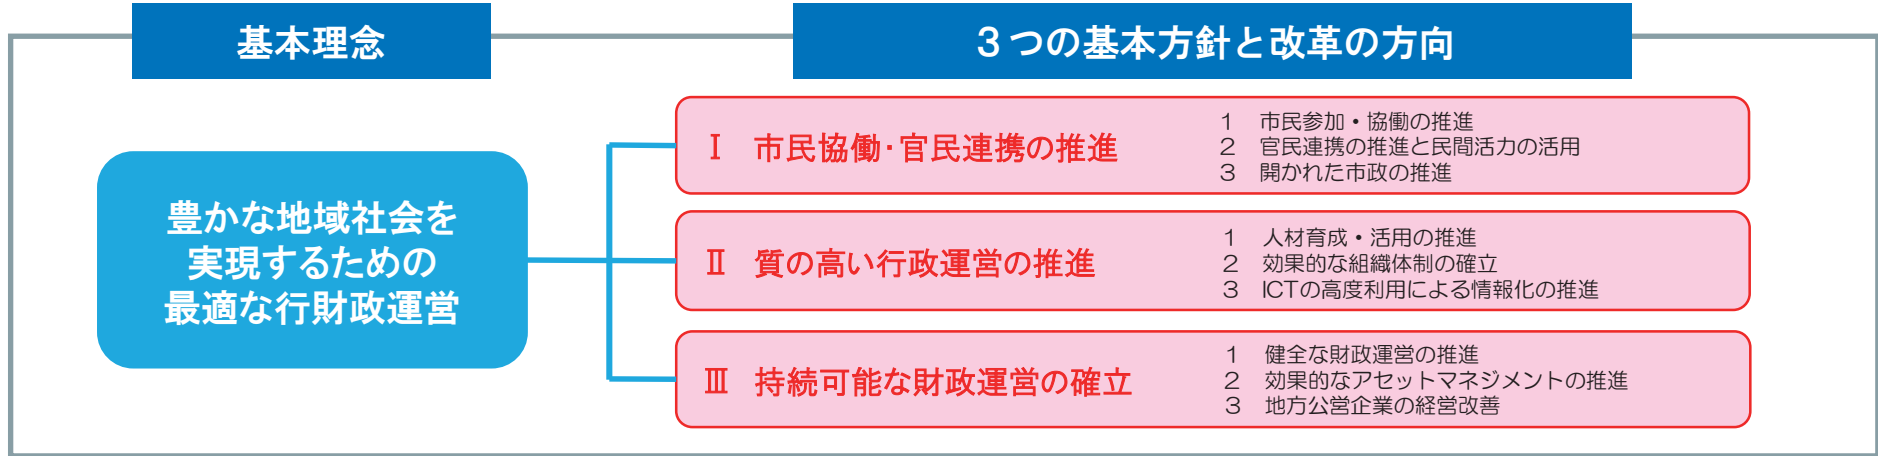 基本理念
3つの基本方針と改革の方向
豊かな地域社会を
実現するための
最適な行財政運営
Ⅰ 市民協働・官民連携の推進
1 市民参加・協働の推進
2 官民連携の推進と民間活力の活用
3 開かれた市政の推進
Ⅱ 質の高い行政運営の推進
1 人材育成・活用の推進
2 効果的な組織体制の確立
3 ICTの高度利用による情報化の推進
Ⅲ 持続可能な財政運営の確立
1 健全な財政運営の推進
2 効果的なアセットマネジメントの推進
3 地方公営企業の経営改善